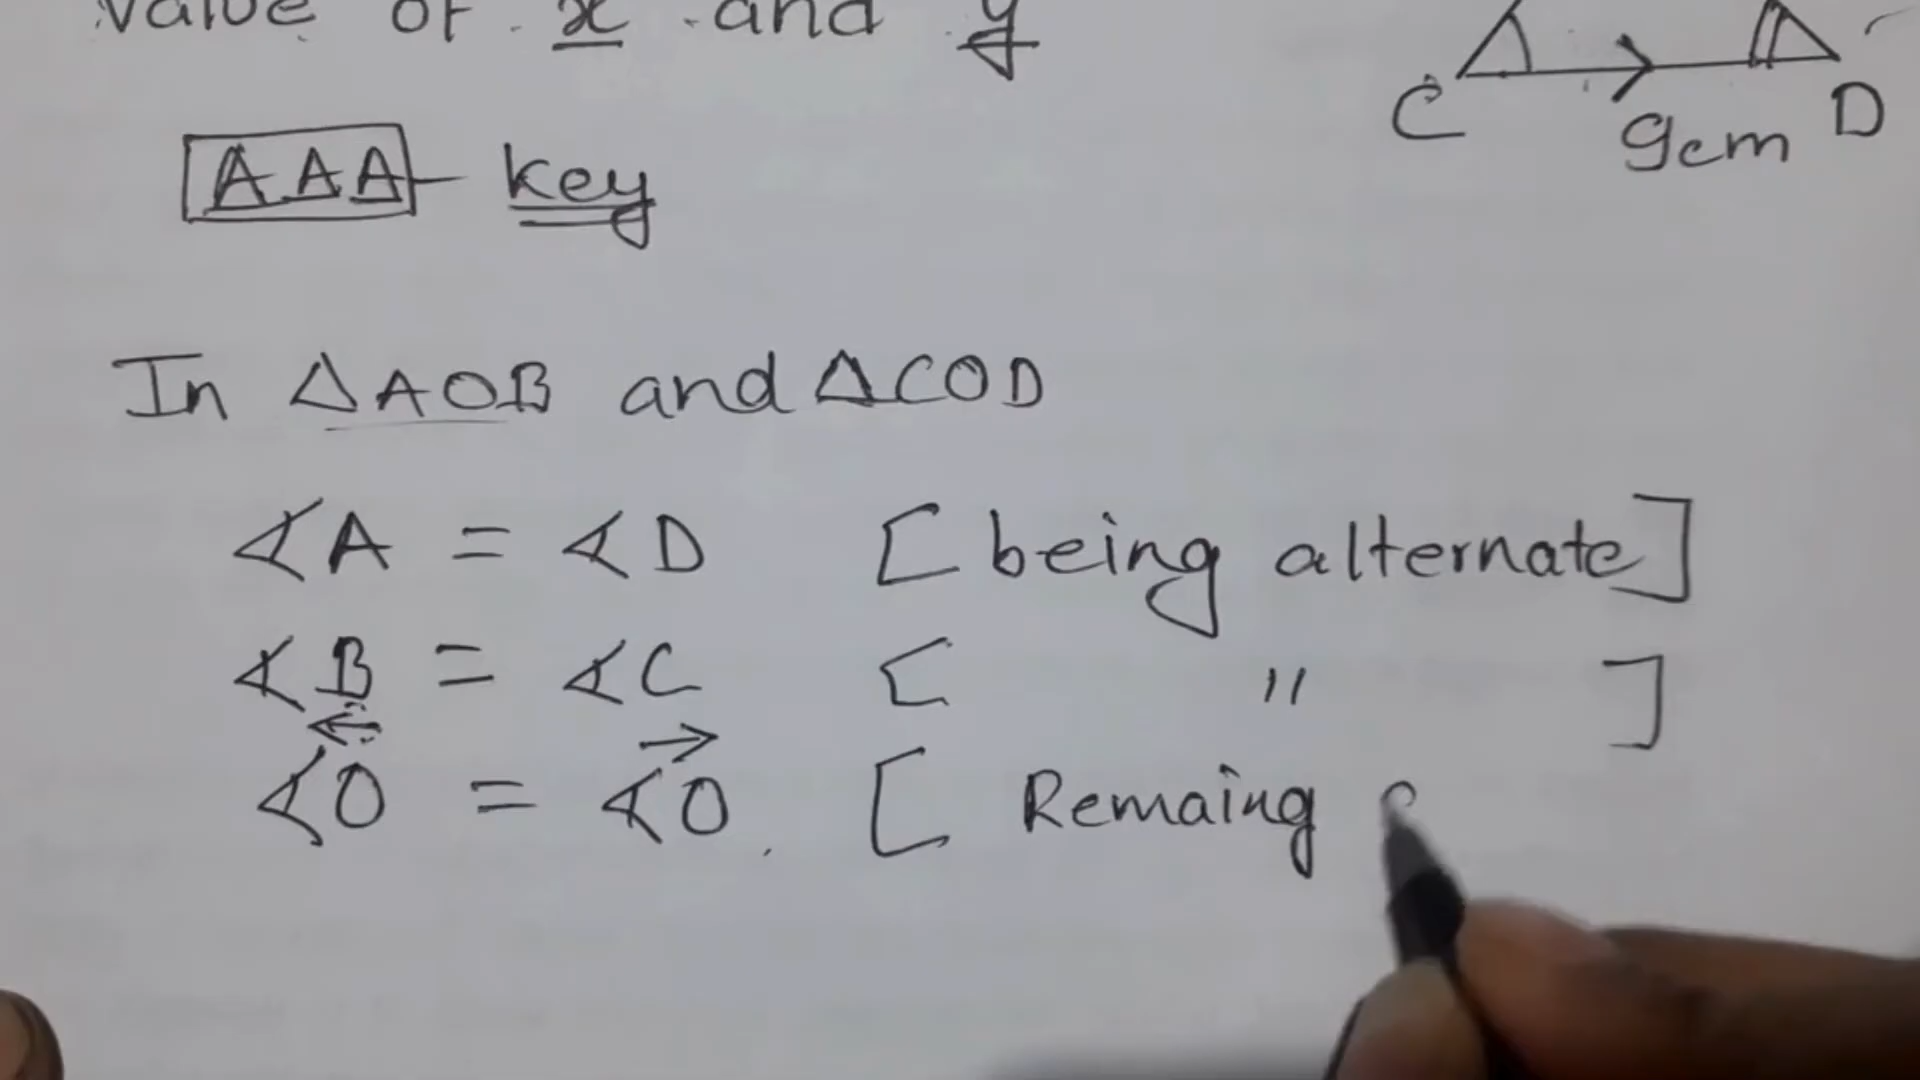 value of x and y
C D
9cm
AAA - key
In △AOB and △COD
∢A = ∢D [being alternate]
∢B = ∢C [ " ]
∢O = ∢O. [ Remaing